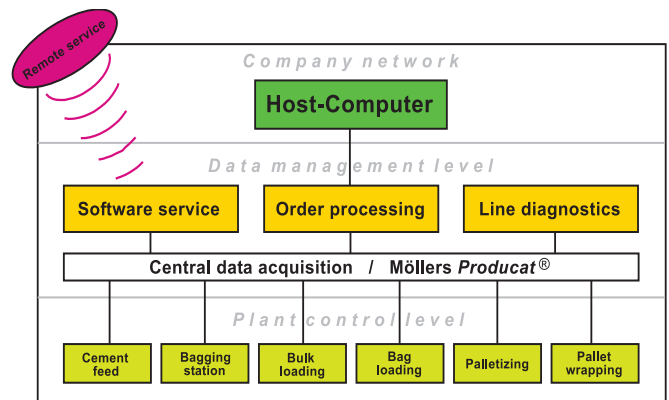 Remote service
Company network
Host-Computer
Data management level
Software service
Order processing
Line diagnostics
Central data acquisition / Möllers Producat®
Plant control level
Cement
feed
Bagging
station
Bulk
loading
Bag
loading
Palletizing
Pallet
wrapping